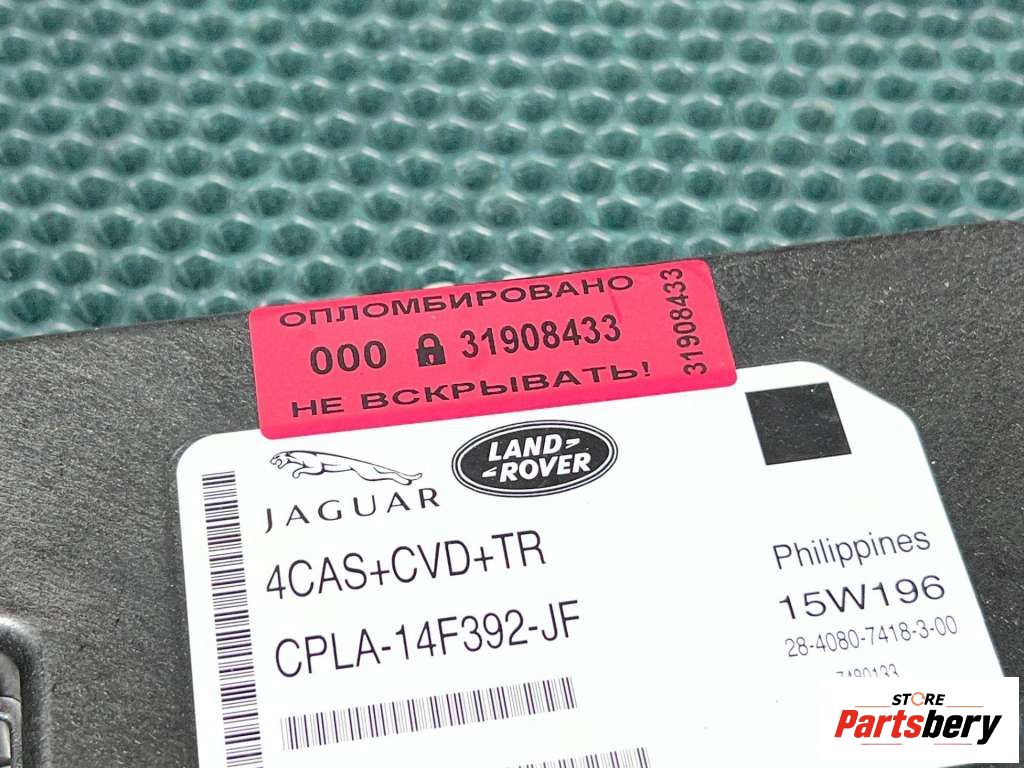 ОПЛОМБИРОВАНО
000 31908433
НЕ ВСКРЫВАТЬ!
31908433
JAGUAR
LAND-
-ROVER
4CAS+CVD+TR
CPLA-14F392-JF
Philippines
15W196
28-4080-7418-3-00
7480133
STORE
Partsbery